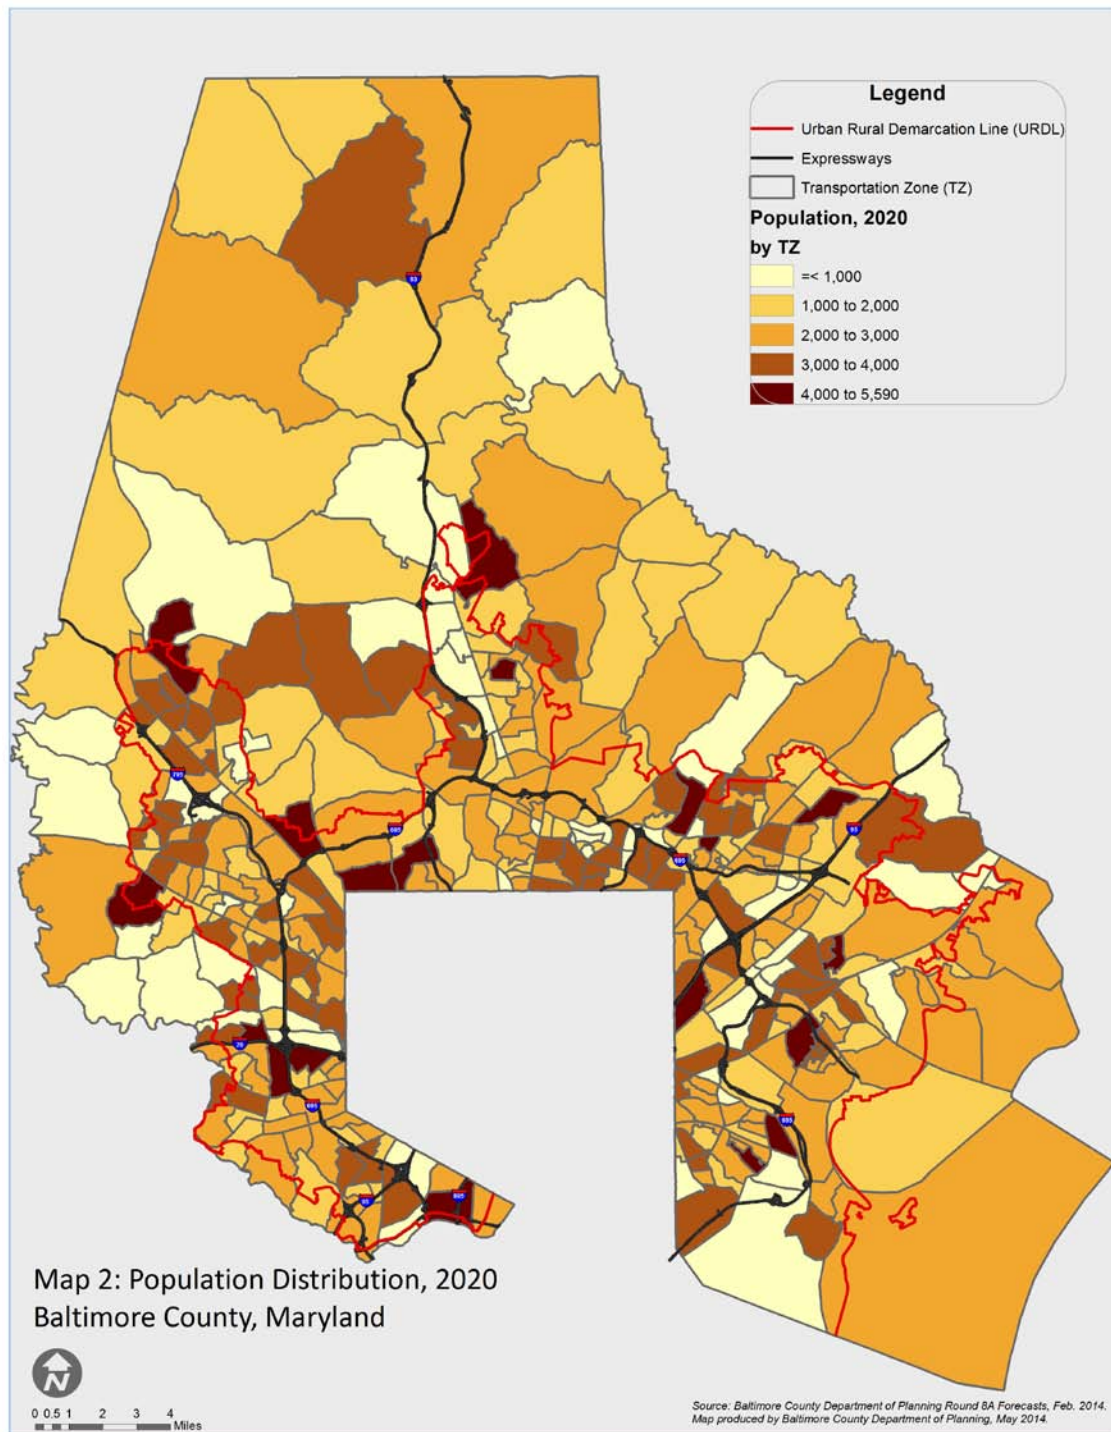 Legend
Urban Rural Demarcation Line (URDL)
Expressways
Transportation Zone (TZ)
Population, 2020
by TZ
=< 1,000
1,000 to 2,000
2,000 to 3,000
3,000 to 4,000
4,000 to 5,590
83
795
695
95
695
70
695
695
95
695
Map 2: Population Distribution, 2020
Baltimore County, Maryland
N
0 0.5 1 2 3 4
Miles
Source: Baltimore County Department of Planning Round 8A Forecasts, Feb. 2014.
Map produced by Baltimore County Department of Planning, May 2014.